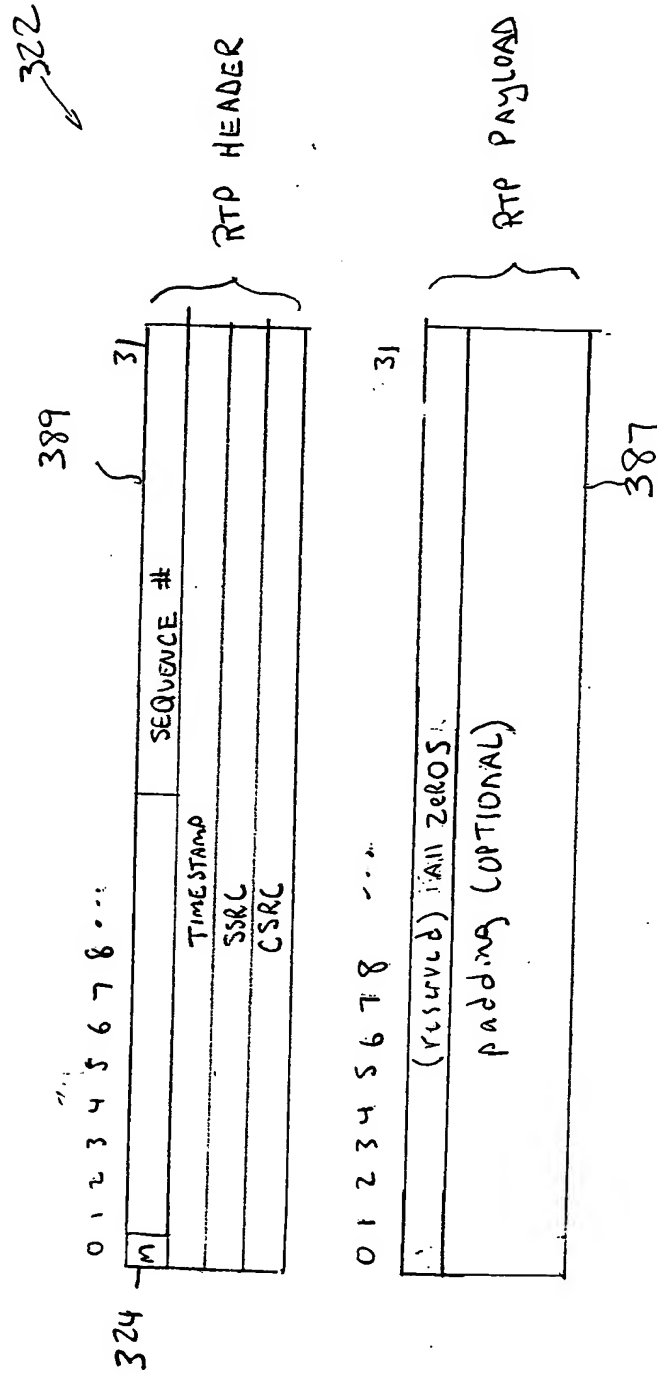 322
389
0 1 2 3 4 5 6 7 8 ...
31
324
M
SEQUENCE #
TIMESTAMP
SSRC
CSRC
RTP HEADER
0 1 2 3 4 5 6 7 8 ...
31
(reserved) All ZEROS
padding (OPTIONAL)
RTP PAYLOAD
387